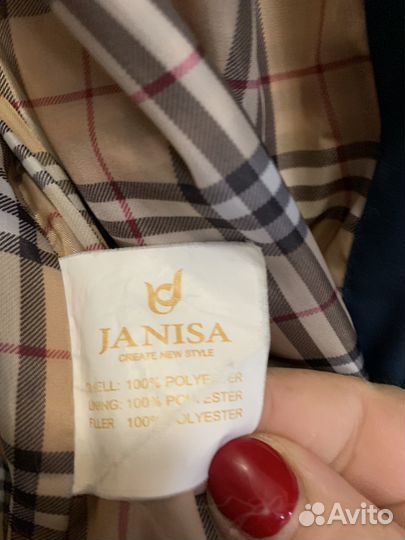 JANISA
CREATE NEW STYLE
SHELL: 100% POLYESTER
LINING: 100% POLYESTER
FILLER 100% POLYESTER
Avito